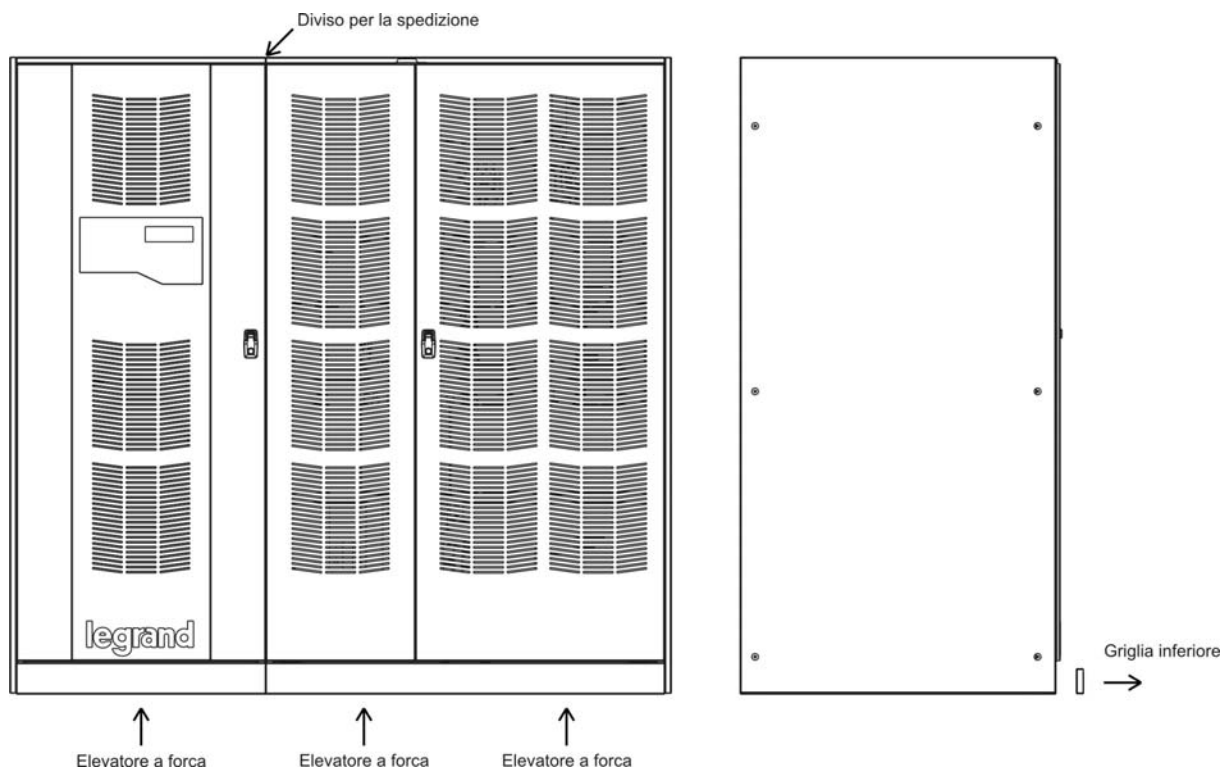 Diviso per la spedizione
legrand
Griglia inferiore
Elevatore a forca
Elevatore a forca
Elevatore a forca